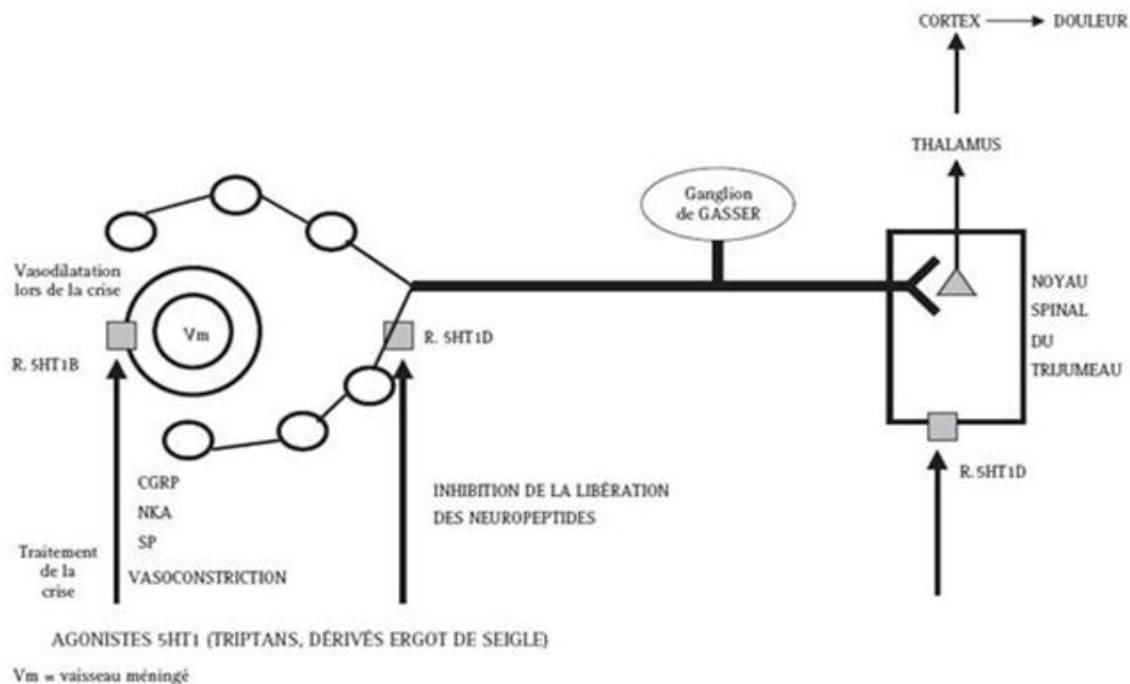 CORTEX → DOULEUR
THALAMUS
Ganglion
de GASSER
Vasodilatation
lors de la crise
Vm
R. 5HT1B
R. 5HT1D
NOYAU
SPINAL
DU
TRIJUMEAU
R. 5HT1D
CGRP
NKA
SP
INHIBITION DE LA LIBÉRATION
DES NEUROPEPTIDES
Traitement
de la
crise
VASOCONSTRICTION
AGONISTES 5HT1 (TRIPTANS, DÉRIVÉS ERGOT DE SEIGLE)
Vm = vaisseau méningé